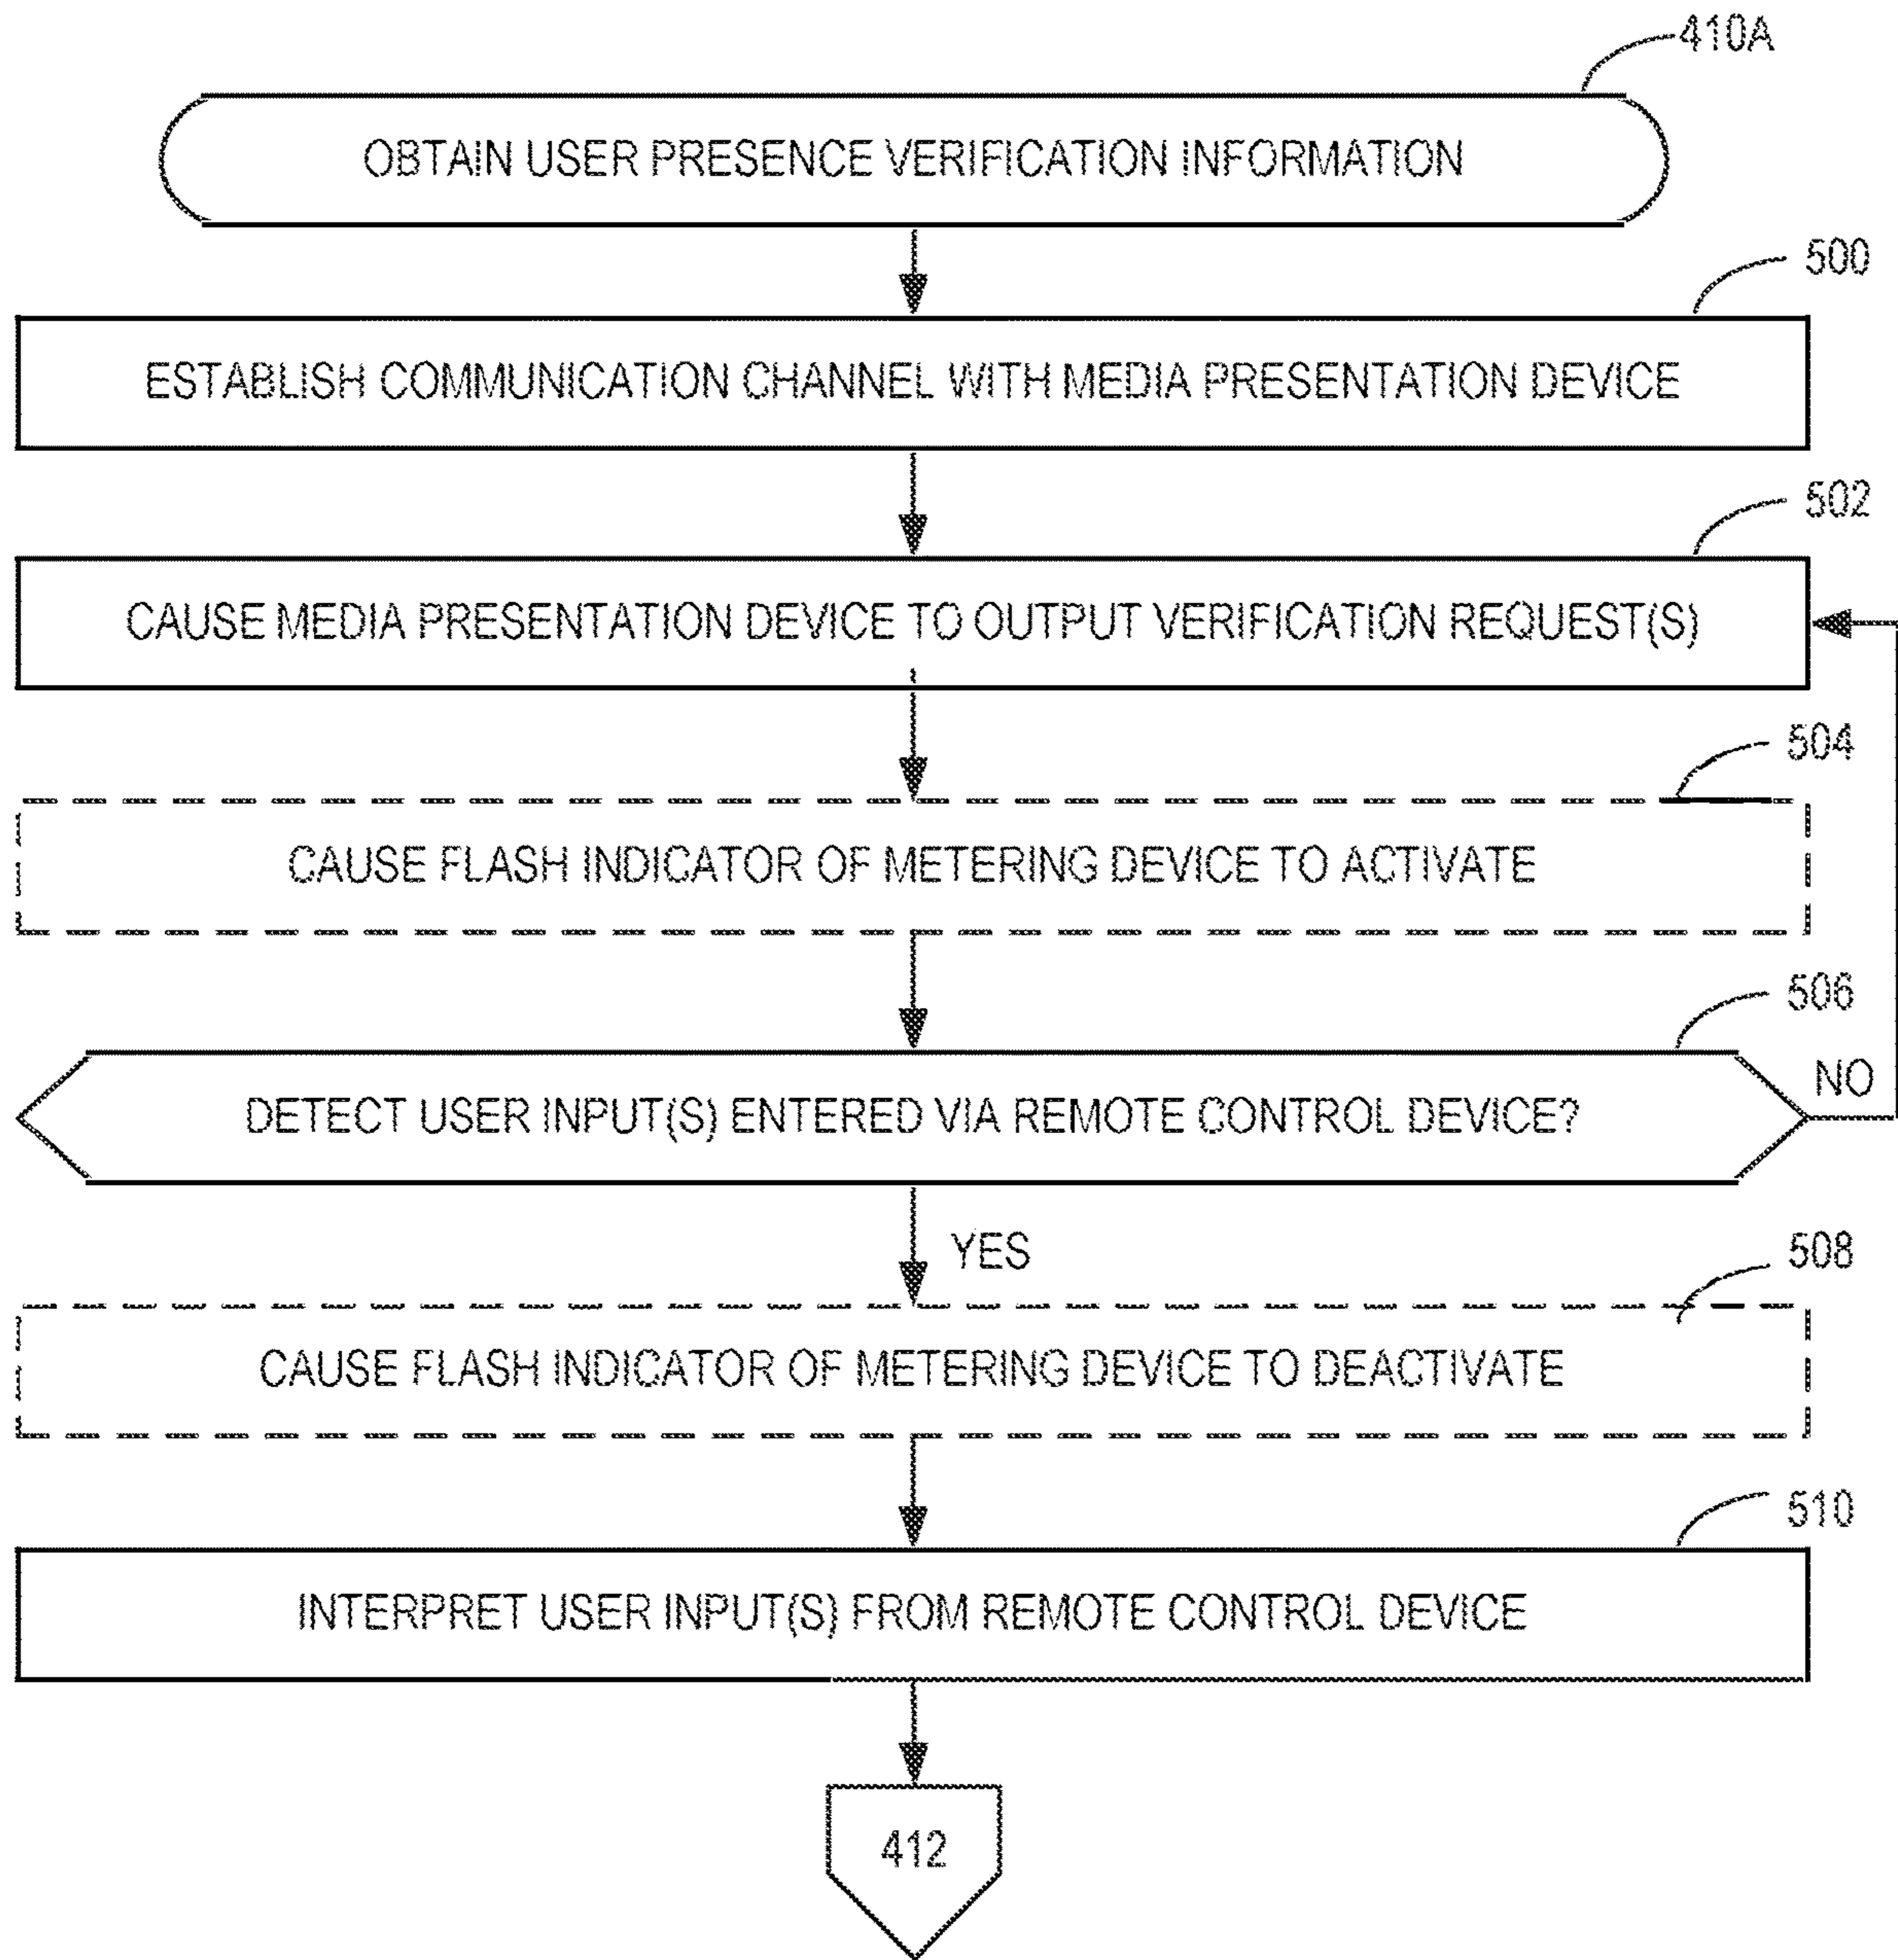 410A
OBTAIN USER PRESENCE VERIFICATION INFORMATION
500
ESTABLISH COMMUNICATION CHANNEL WITH MEDIA PRESENTATION DEVICE
502
CAUSE MEDIA PRESENTATION DEVICE TO OUTPUT VERIFICATION REQUEST(S)
504
CAUSE FLASH INDICATOR OF METERING DEVICE TO ACTIVATE
506
DETECT USER INPUT(S) ENTERED VIA REMOTE CONTROL DEVICE?
NO
YES
508
CAUSE FLASH INDICATOR OF METERING DEVICE TO DEACTIVATE
510
INTERPRET USER INPUT(S) FROM REMOTE CONTROL DEVICE
412